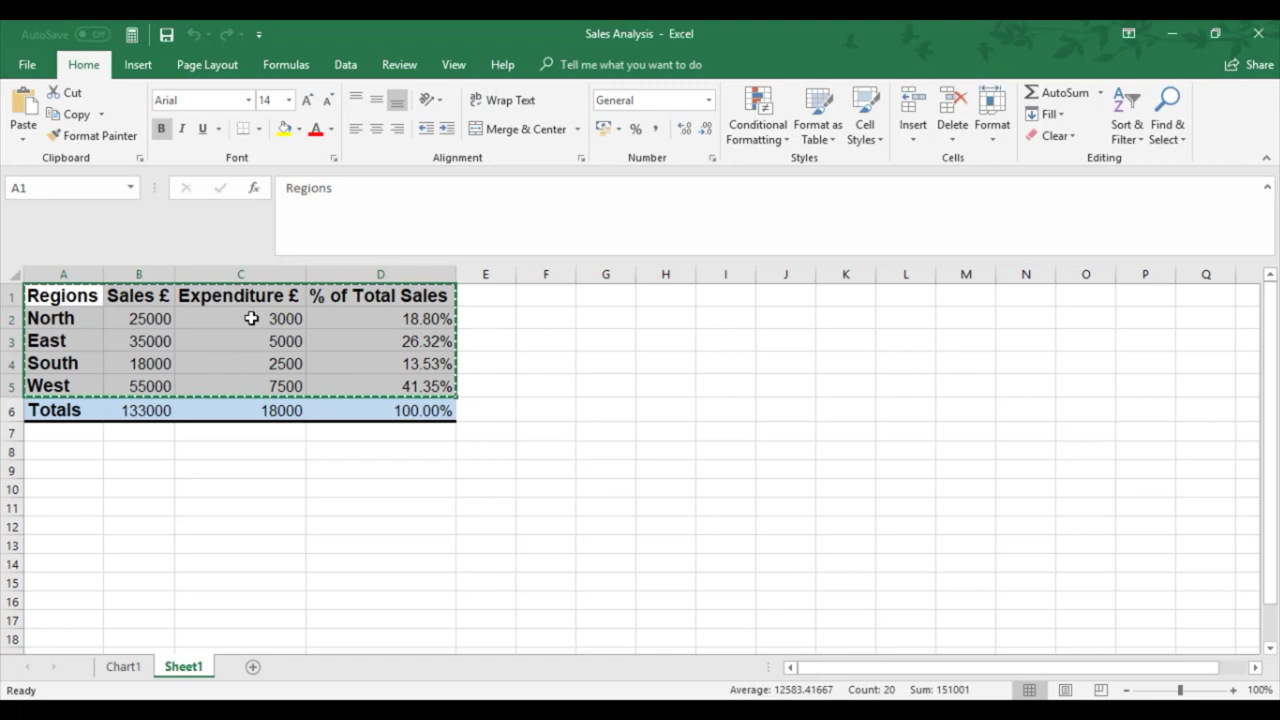 AutoSave Off
Sales Analysis - Excel
File Home Insert Page Layout Formulas Data Review View Help Tell me what you want to do Share
Paste
Cut
Copy
Format Painter
Clipboard
Arial 14
B I U
Font
Wrap Text
Merge & Center
Alignment
General
%
Number
Conditional Formatting
Format as Table
Cell Styles
Styles
Insert
Delete
Format
Cells
AutoSum
Fill
Clear
Sort & Filter
Find & Select
Editing
A1 fx Regions
A B C D E F G H I J K L M N O P Q
1 Regions Sales £ Expenditure £ % of Total Sales
2 North 25000 3000 18.80%
3 East 35000 5000 26.32%
4 South 18000 2500 13.53%
5 West 55000 7500 41.35%
6 Totals 133000 18000 100.00%
7
8
9
10
11
12
13
14
15
16
17
18
Chart1 Sheet1
Ready Average: 12583.41667 Count: 20 Sum: 151001 100%